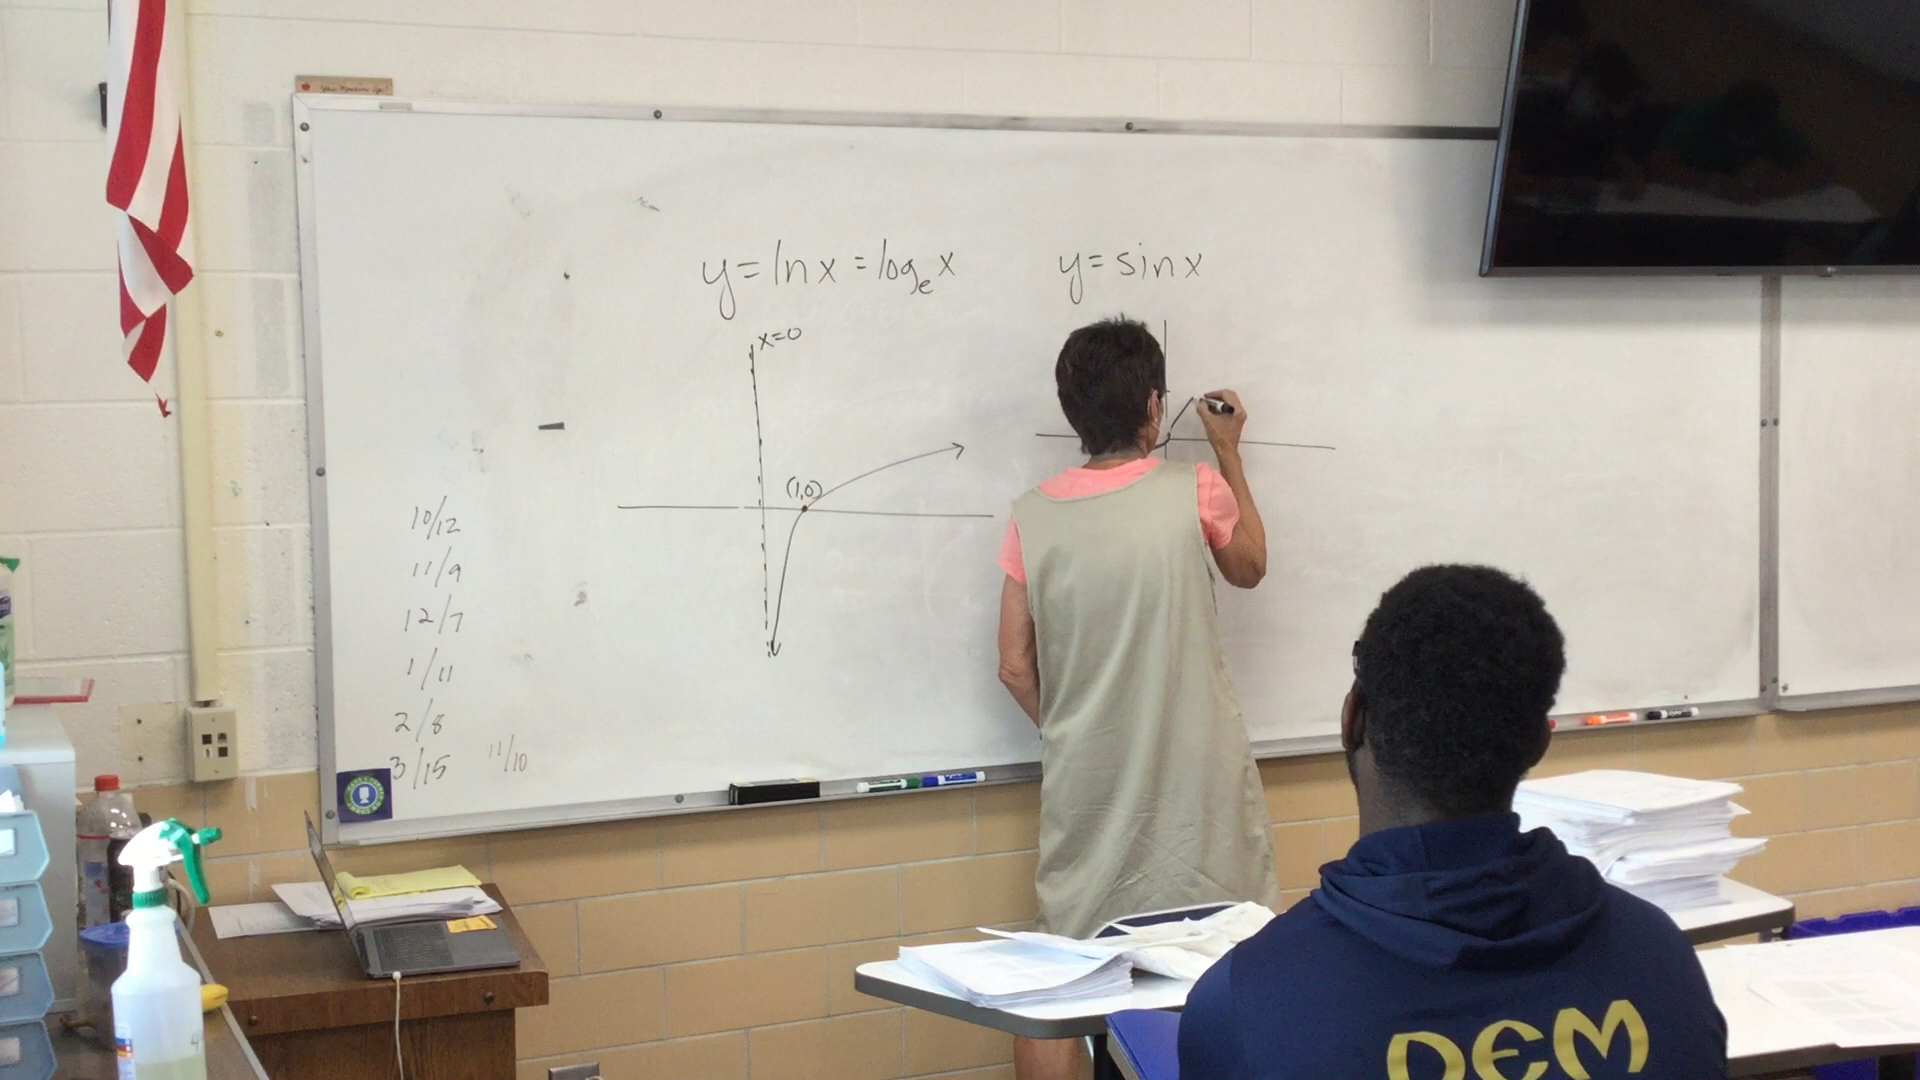 y = ln x = log_e x
y = sin x
x=0
(1,0)
10/12
11/9
12/7
1/11
2/8
3/15
11/10
DEM